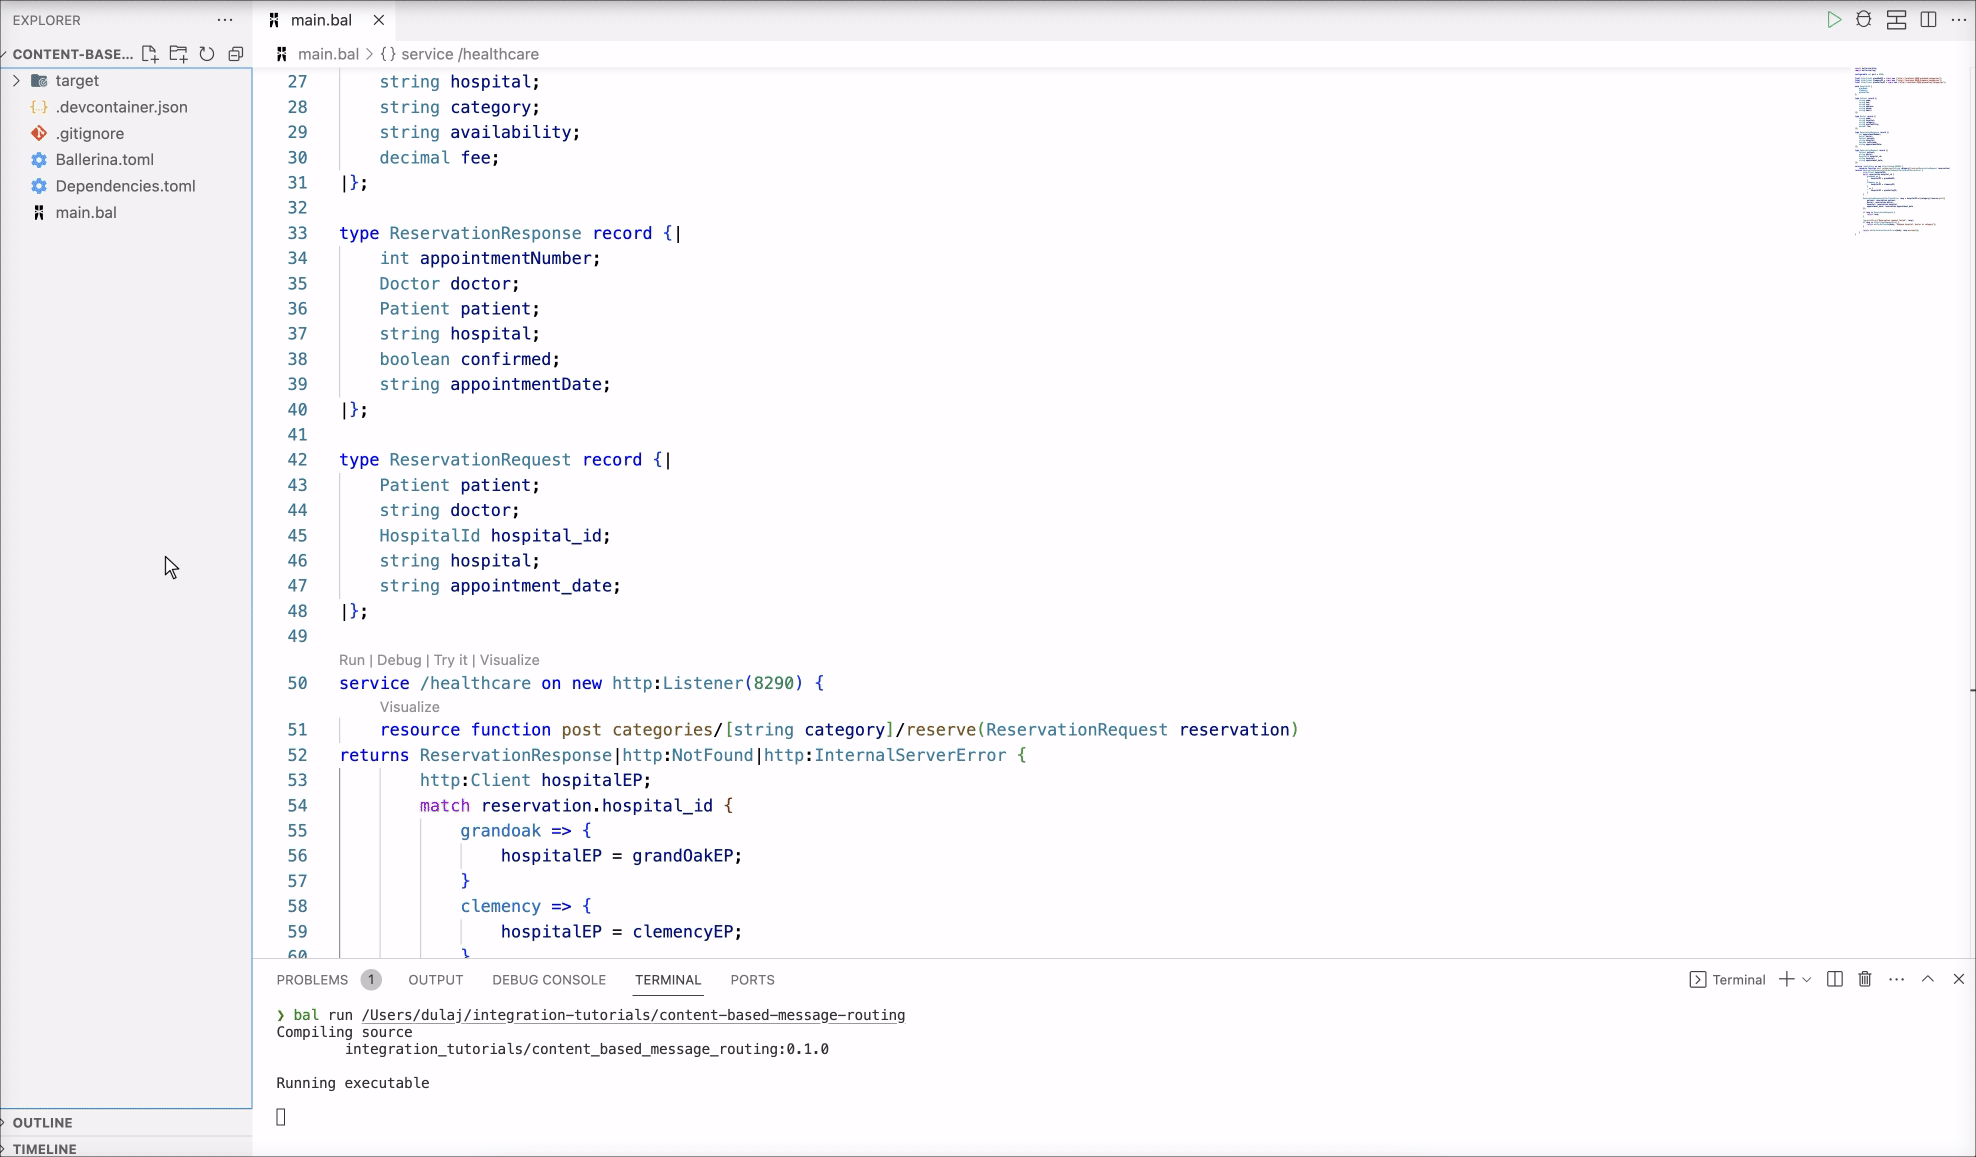 EXPLORER
main.bal
CONTENT-BASE...
main.bal > {} service /healthcare
target
.devcontainer.json
.gitignore
Ballerina.toml
Dependencies.toml
main.bal
27 string hospital;
28 string category;
29 string availability;
30 decimal fee;
31 |};
32
33 type ReservationResponse record {|
34 int appointmentNumber;
35 Doctor doctor;
36 Patient patient;
37 string hospital;
38 boolean confirmed;
39 string appointmentDate;
40 |};
41
42 type ReservationRequest record {|
43 Patient patient;
44 string doctor;
45 HospitalId hospital_id;
46 string hospital;
47 string appointment_date;
48 |};
49
Run | Debug | Try it | Visualize
50 service /healthcare on new http:Listener(8290) {
Visualize
51 resource function post categories/[string category]/reserve(ReservationRequest reservation)
52 returns ReservationResponse|http:NotFound|http:InternalServerError {
53 http:Client hospitalEP;
54 match reservation.hospital_id {
55 grandoak => {
56 hospitalEP = grandOakEP;
57 }
58 clemency => {
59 hospitalEP = clemencyEP;
60 }
PROBLEMS 1 OUTPUT DEBUG CONSOLE TERMINAL PORTS
Terminal
❯ bal run /Users/dulaj/integration-tutorials/content-based-message-routing
Compiling source
integration_tutorials/content_based_message_routing:0.1.0
Running executable
OUTLINE
TIMELINE